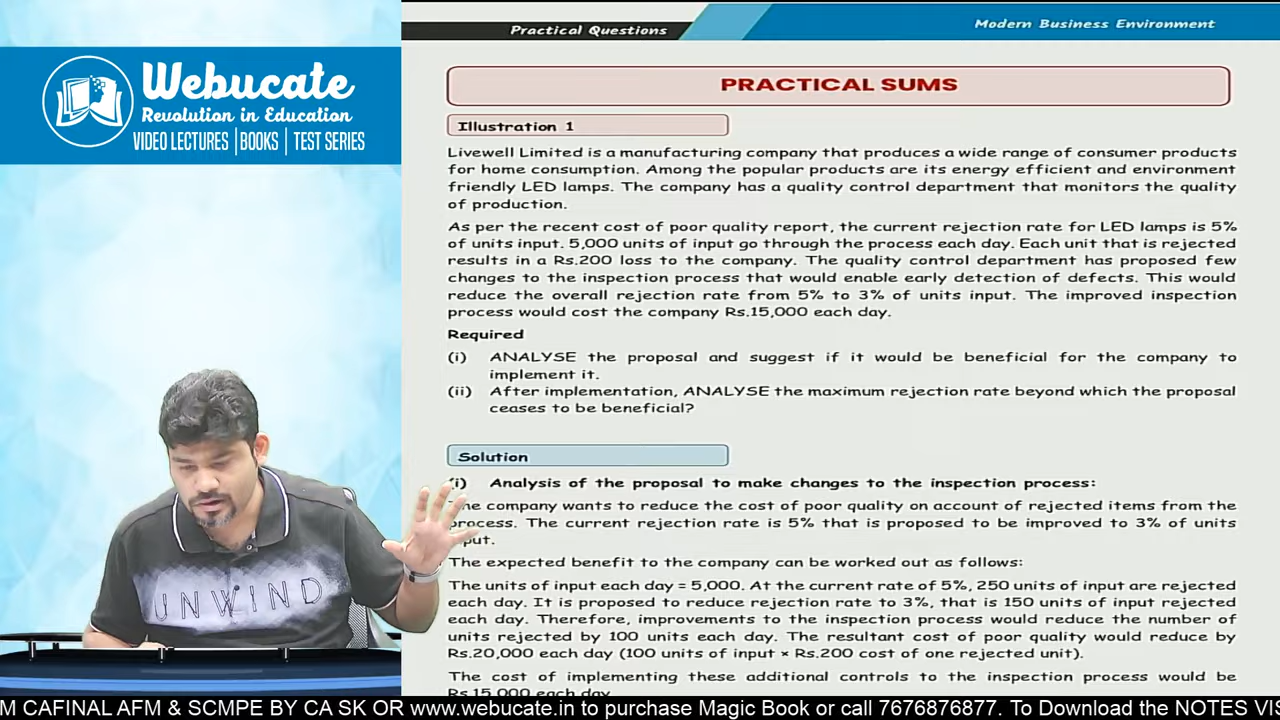 Practical Questions
Modern Business Environment
Webucate
Revolution in Education
VIDEO LECTURES | BOOKS | TEST SERIES
PRACTICAL SUMS
Illustration 1
Livewell Limited is a manufacturing company that produces a wide range of consumer products
for home consumption. Among the popular products are its energy efficient and environment
friendly LED lamps. The company has a quality control department that monitors the quality
of production.
As per the recent cost of poor quality report, the current rejection rate for LED lamps is 5%
of units input. 5,000 units of input go through the process each day. Each unit that is rejected
results in a Rs.200 loss to the company. The quality control department has proposed few
changes to the inspection process that would enable early detection of defects. This would
reduce the overall rejection rate from 5% to 3% of units input. The improved inspection
process would cost the company Rs.15,000 each day.
Required
(i) ANALYSE the proposal and suggest if it would be beneficial for the company to
implement it.
(ii) After implementation, ANALYSE the maximum rejection rate beyond which the proposal
ceases to be beneficial?
Solution
(i) Analysis of the proposal to make changes to the inspection process:
company wants to reduce the cost of poor quality on account of rejected items from the
process. The current rejection rate is 5% that is proposed to be improved to 3% of units
The expected benefit to the company can be worked out as follows:
The units of input each day = 5,000. At the current rate of 5%, 250 units of input are rejected
each day. It is proposed to reduce rejection rate to 3%, that is 150 units of input rejected
each day. Therefore, improvements to the inspection process would reduce the number of
units rejected by 100 units each day. The resultant cost of poor quality would reduce by
Rs.20,000 each day (100 units of input × Rs.200 cost of one rejected unit).
The cost of implementing these additional controls to the inspection process would be
Rs.15,000 each day.
UNWIND
M CAFINAL AFM & SCMPE BY CA SK OR www.webucate.in to purchase Magic Book or call 7676876877. To Download the NOTES VIS